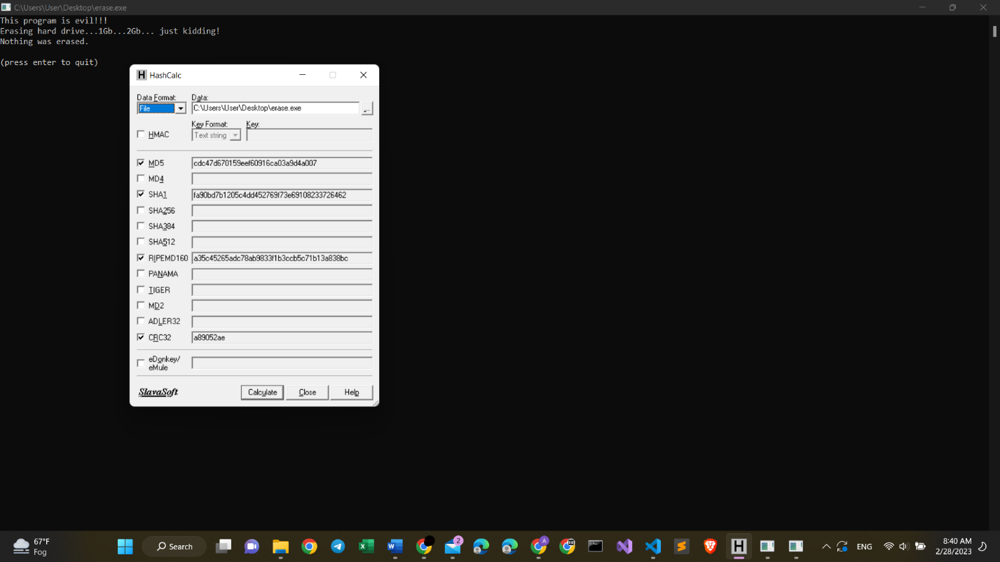 C:\Users\User\Desktop\erase.exe
This program is evil!!!
Erasing hard drive...1Gb...2Gb... just kidding!
Nothing was erased.
(press enter to quit)
H HashCalc
Data Format: Data:
File C:\Users\User\Desktop\erase.exe ...
Key Format: Key:
HMAC Text string
MD5 cdc47d670159eef60916ca03a9d4a007
MD4
SHA1 fa90bd7b1205c4dd452769f73e69108233726462
SHA256
SHA384
SHA512
RIPEMD160 a35c45265adc78ab9833f1b3ccb5c71b13a838bc
PANAMA
TIGER
MD2
ADLER32
CRC32 a89052ae
eDonkey/
eMule
SlavaSoft Calculate Close Help
67°F
Fog
Search
2
A
H
ENG
8:40 AM
2/28/2023